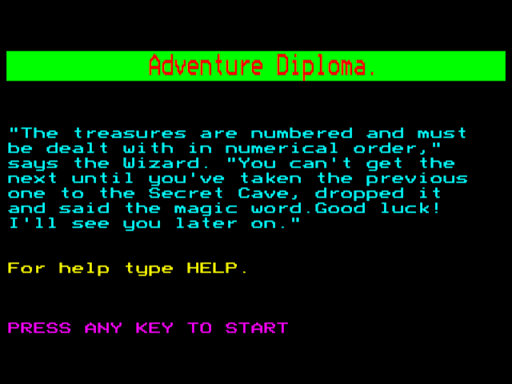 Adventure Diploma.
"The treasures are numbered and must
be dealt with in numerical order,"
says the Wizard. "You can't get the
next until you've taken the previous
one to the Secret Cave, dropped it
and said the magic word.Good luck!
I'll see you later on."
For help type HELP.
PRESS ANY KEY TO START